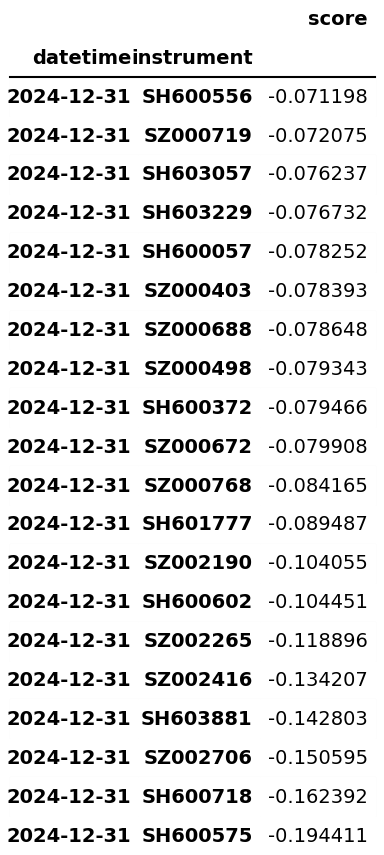 score
datetime instrument
2024-12-31 SH600556 -0.071198
2024-12-31 SZ000719 -0.072075
2024-12-31 SH603057 -0.076237
2024-12-31 SH603229 -0.076732
2024-12-31 SH600057 -0.078252
2024-12-31 SZ000403 -0.078393
2024-12-31 SZ000688 -0.078648
2024-12-31 SZ000498 -0.079343
2024-12-31 SH600372 -0.079466
2024-12-31 SZ000672 -0.079908
2024-12-31 SZ000768 -0.084165
2024-12-31 SH601777 -0.089487
2024-12-31 SZ002190 -0.104055
2024-12-31 SH600602 -0.104451
2024-12-31 SZ002265 -0.118896
2024-12-31 SZ002416 -0.134207
2024-12-31 SH603881 -0.142803
2024-12-31 SZ002706 -0.150595
2024-12-31 SH600718 -0.162392
2024-12-31 SH600575 -0.194411